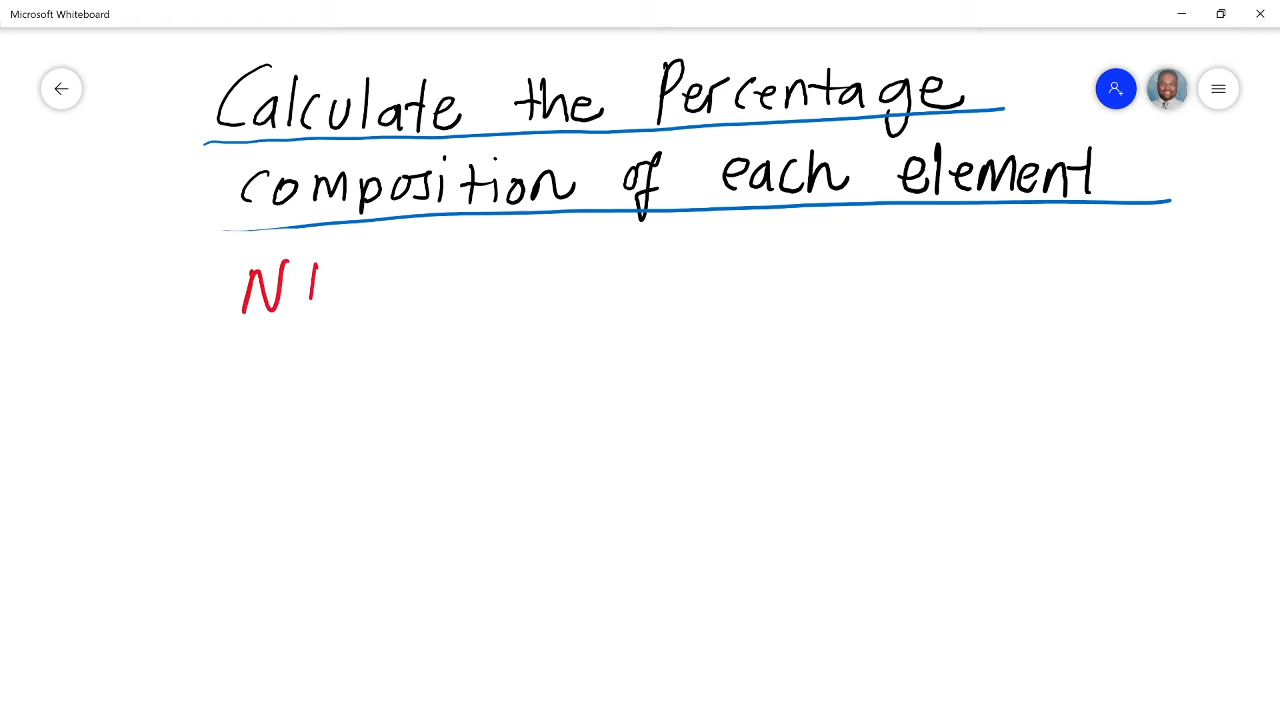 Microsoft Whiteboard
Calculate the Percentage
composition of each element
N I